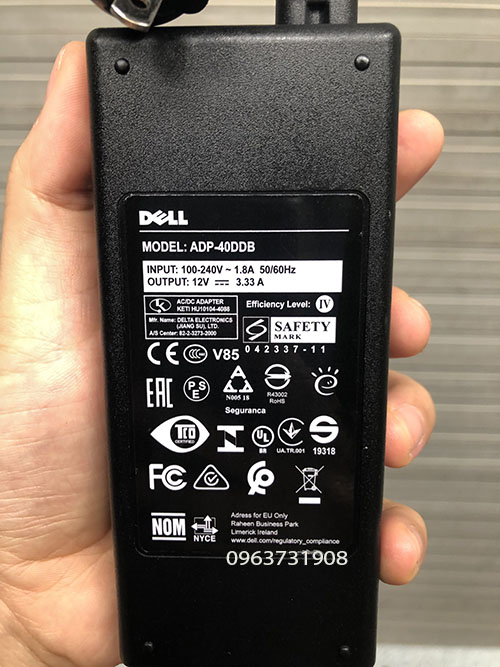 DELL
MODEL: ADP-40DDB
INPUT: 100-240V ~ 1.8A 50/60Hz
OUTPUT: 12V ⎓ 3.33 A
AC/DC ADAPTER
KETI HU10104-4088
Efficiency Level: IV
Mfr. Name: DELTA ELECTRONICS
(JIANG SU), LTD.
A/S Center: 82-2-3273-2000
S SAFETY
MARK
042337-11
CE CCC V85
EAC PSE N005 18 R43002
RoHS
Seguranca
TCO
CERTIFIED
N UL
BR
UA.TR.001
S
19318
FC
NOM NYCE
Adress for EU Only
Raheen Business Park
Limerick Ireland
www.dell.com/regulatory_compliance
0963731908